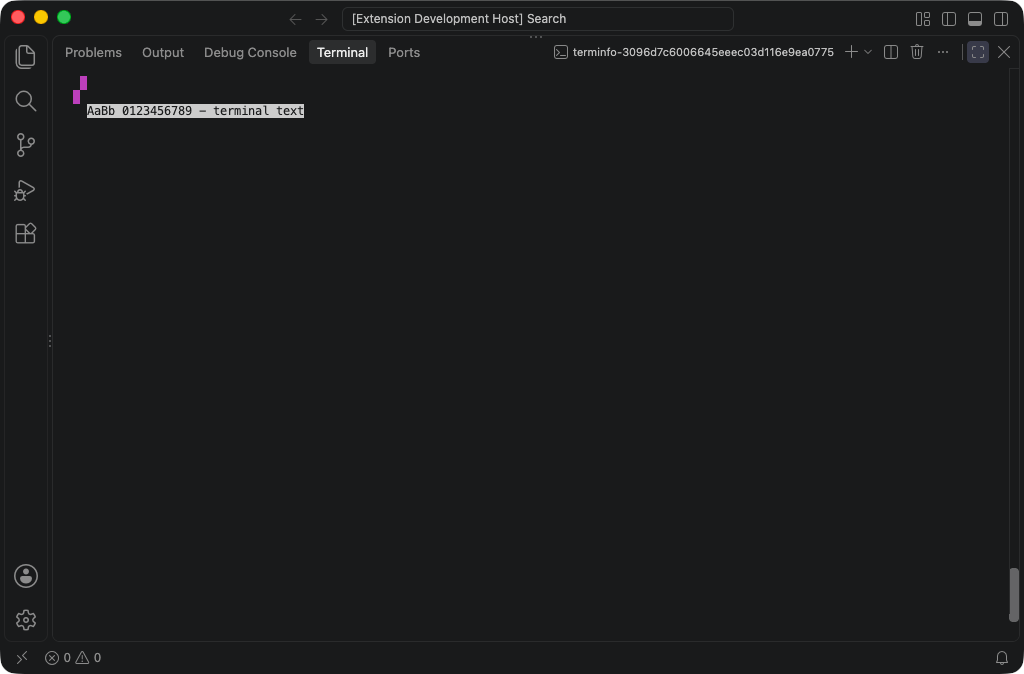 [Extension Development Host] Search
Problems Output Debug Console Terminal Ports
terminfo-3096d7c6006645eeec03d116e9ea0775
AaBb 0123456789 – terminal text
0 0